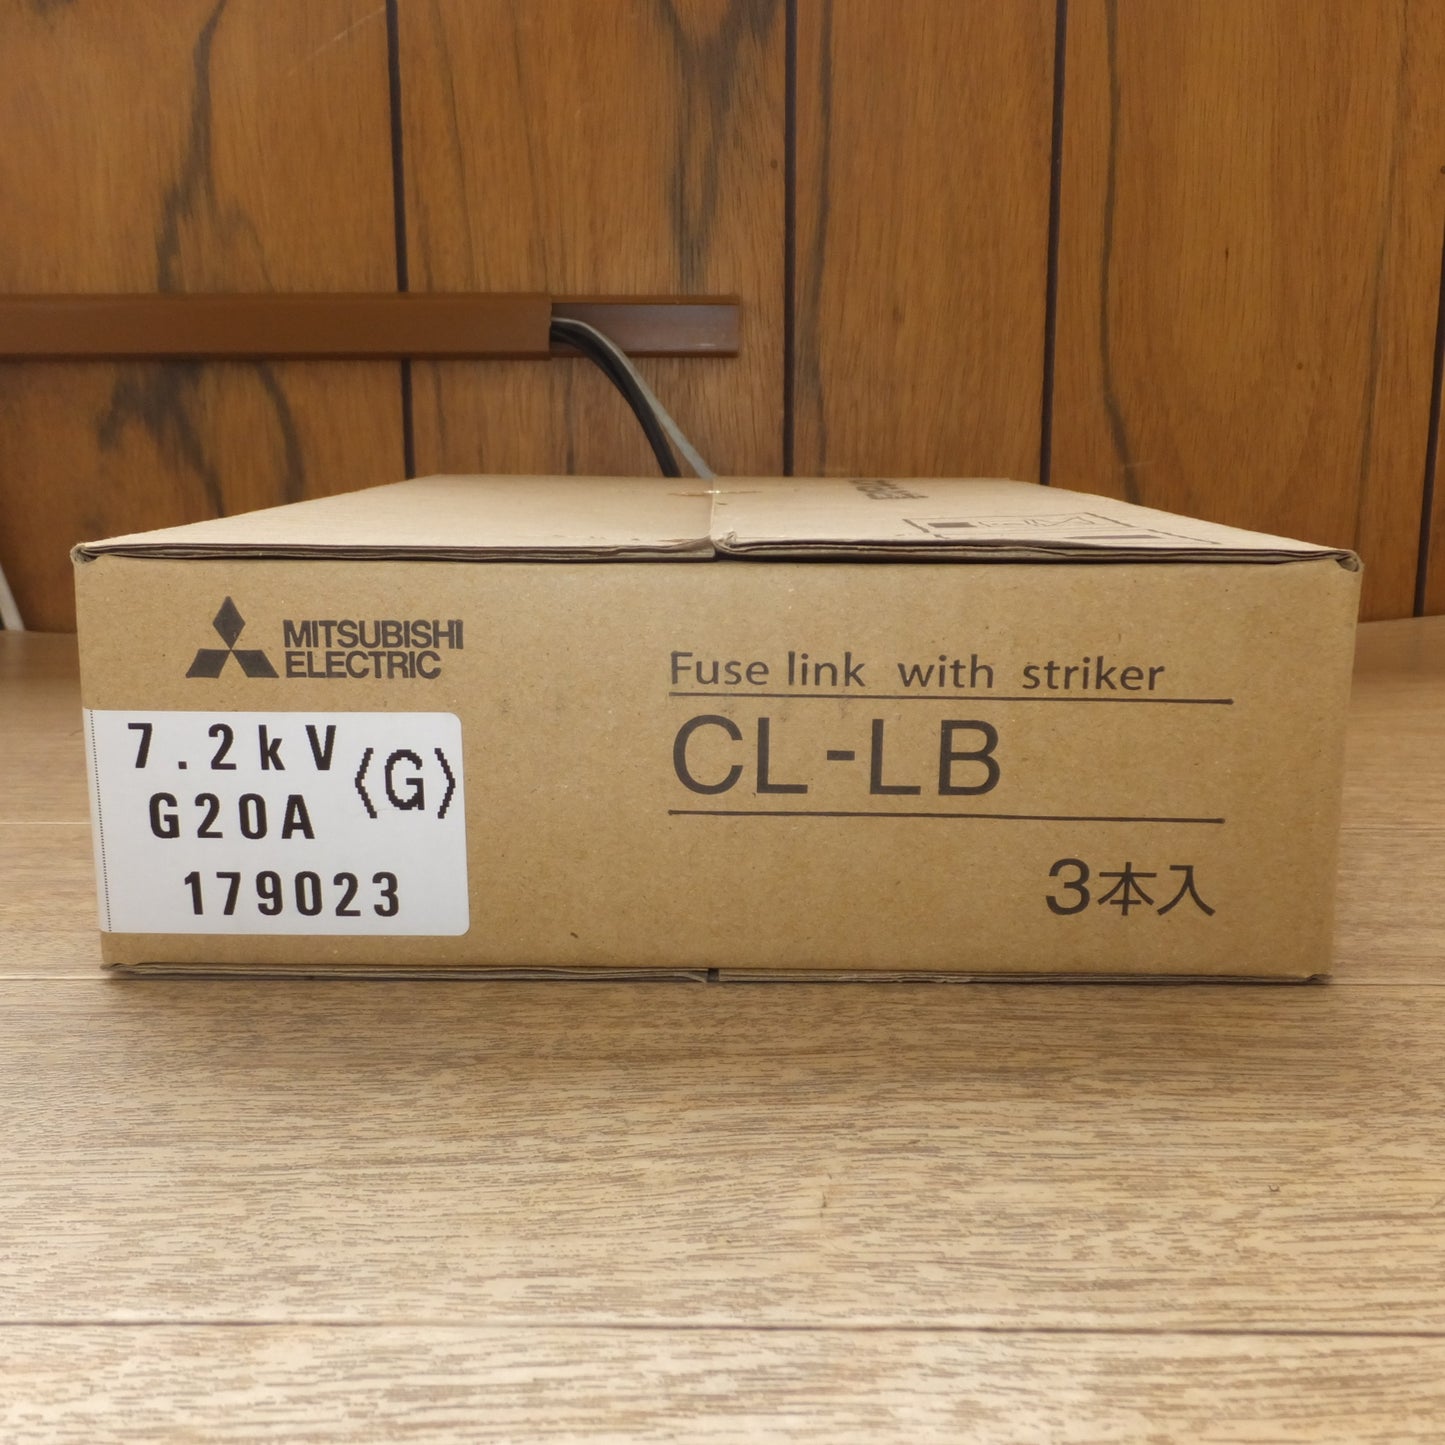 MITSUBISHI
ELECTRIC
7.2kV 〈G〉
G20A
179023
Fuse link with striker
CL-LB
3本入